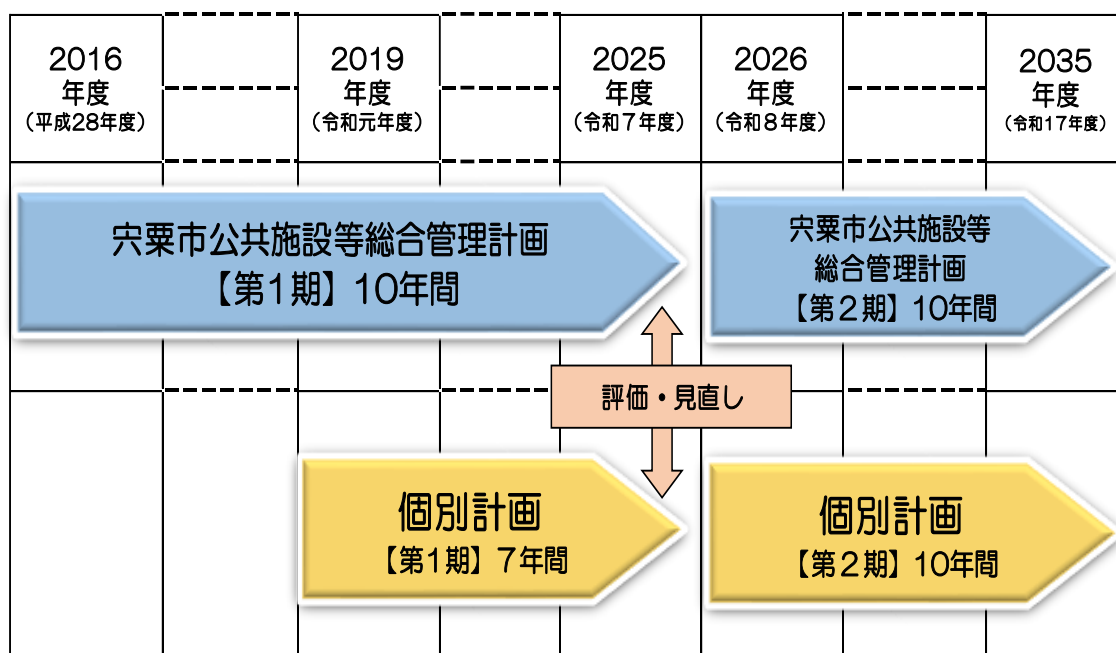 2016
年度
（平成28年度）
2019
年度
（令和元年度）
2025
年度
（令和７年度）
2026
年度
（令和８年度）
2035
年度
（令和17年度）
宍粟市公共施設等総合管理計画
【第１期】10年間
宍粟市公共施設等
総合管理計画
【第２期】10年間
評価・見直し
個別計画
【第１期】７年間
個別計画
【第２期】10年間